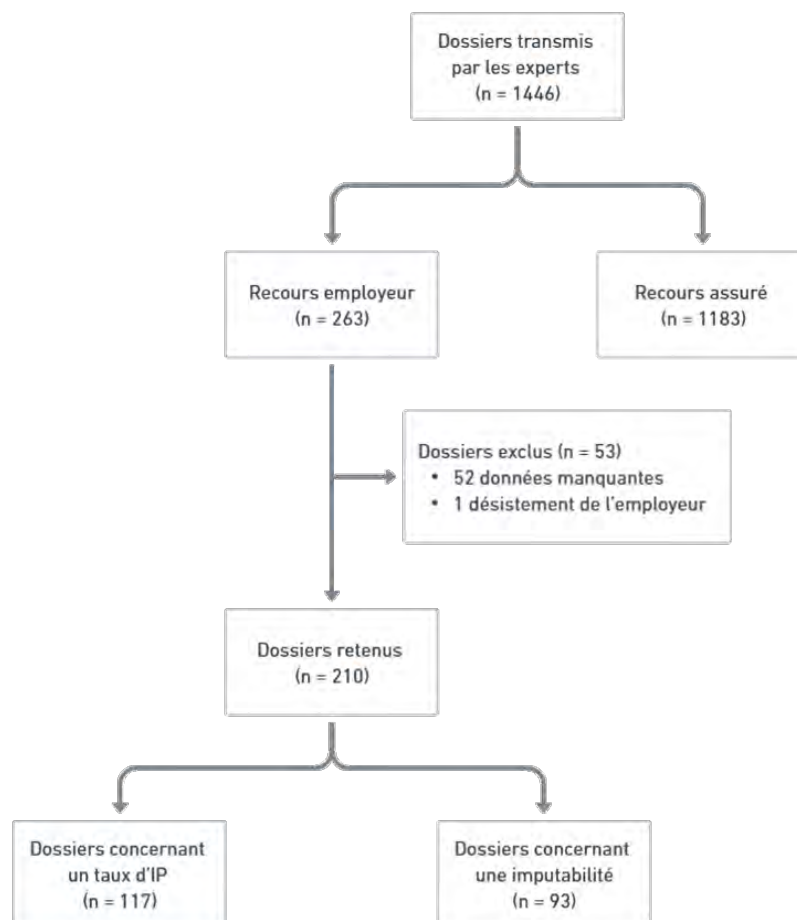 Dossiers transmis
par les experts
(n = 1446)
Recours employeur
(n = 263)
Recours assuré
(n = 1183)
Dossiers exclus (n = 53)
• 52 données manquantes
• 1 désistement de l'employeur
Dossiers retenus
(n = 210)
Dossiers concernant
un taux d'IP
(n = 117)
Dossiers concernant
une imputabilité
(n = 93)